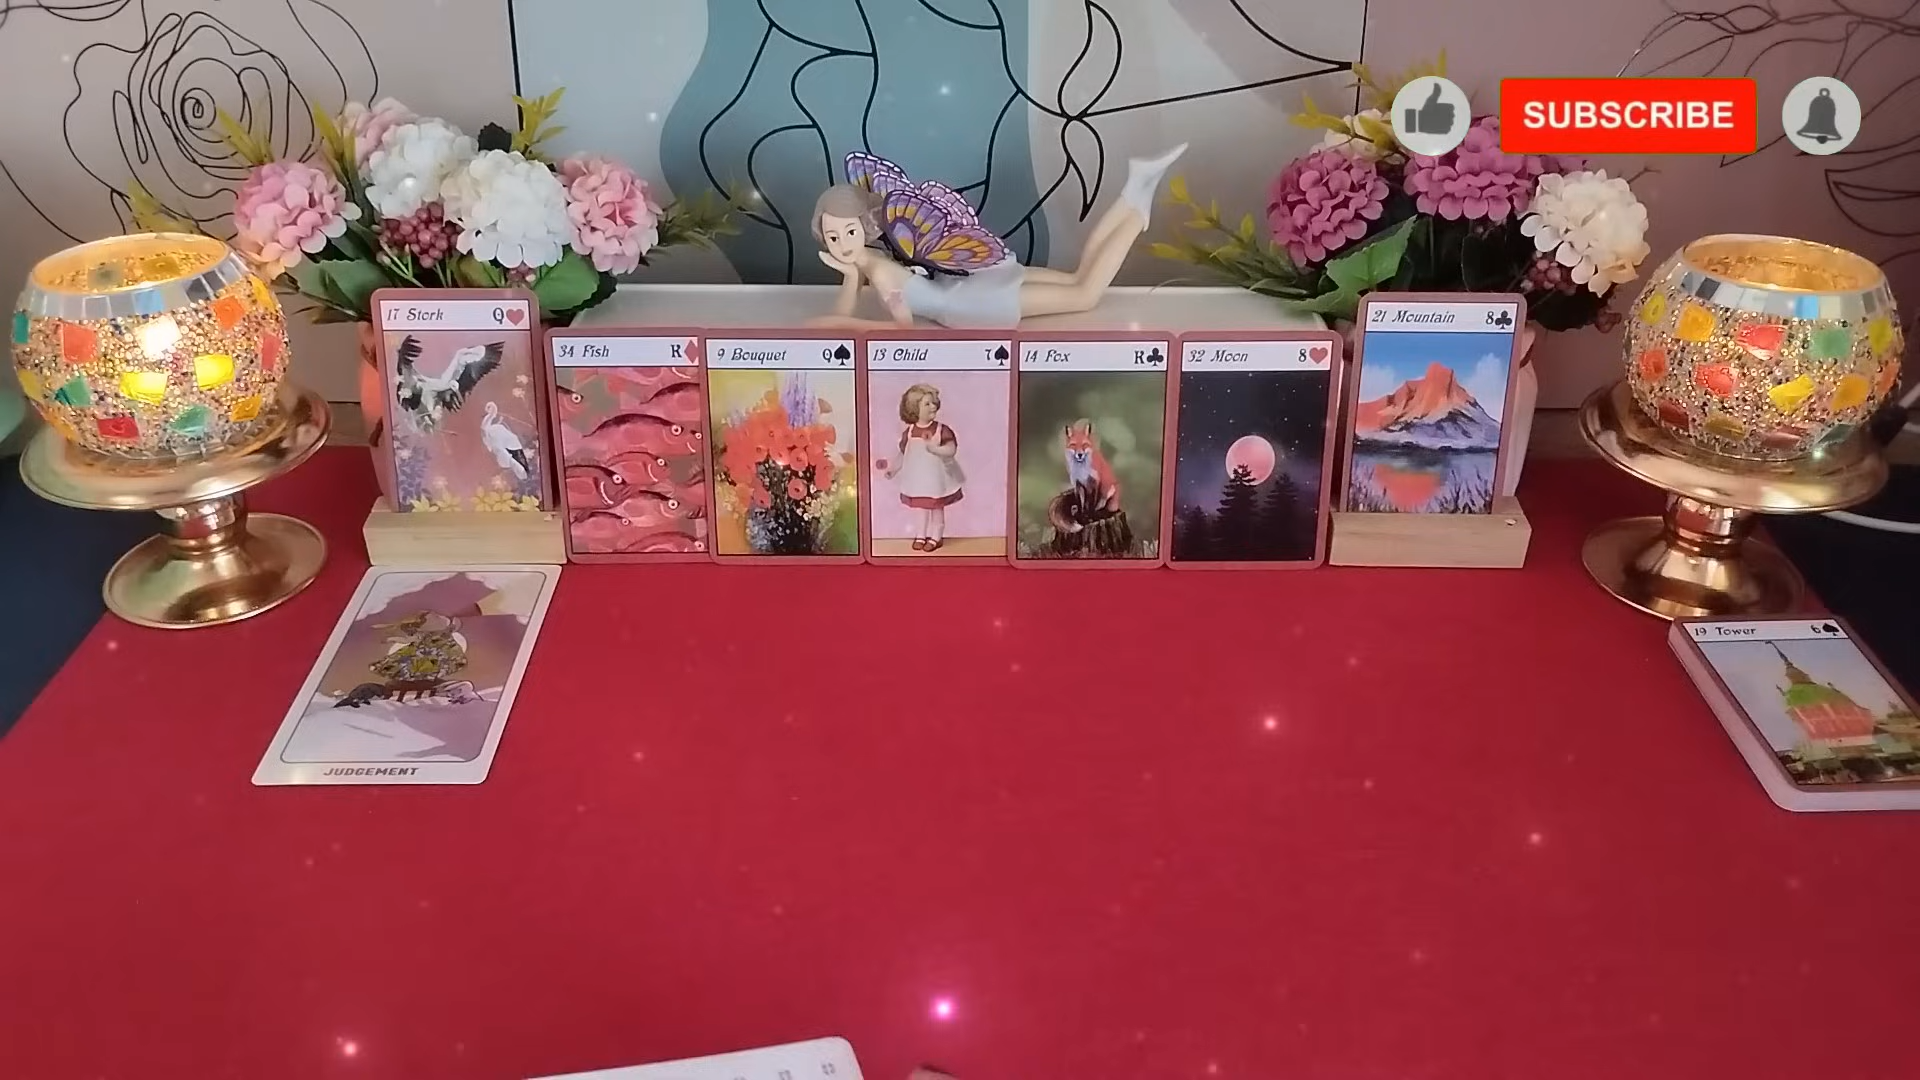 SUBSCRIBE
17 Stork Q♥
34 Fish K♦
9 Bouquet Q♠
13 Child 7♠
14 Fox K♣
32 Moon 8♥
21 Mountain 8♣
19 Tower 6♠
JUDGEMENT